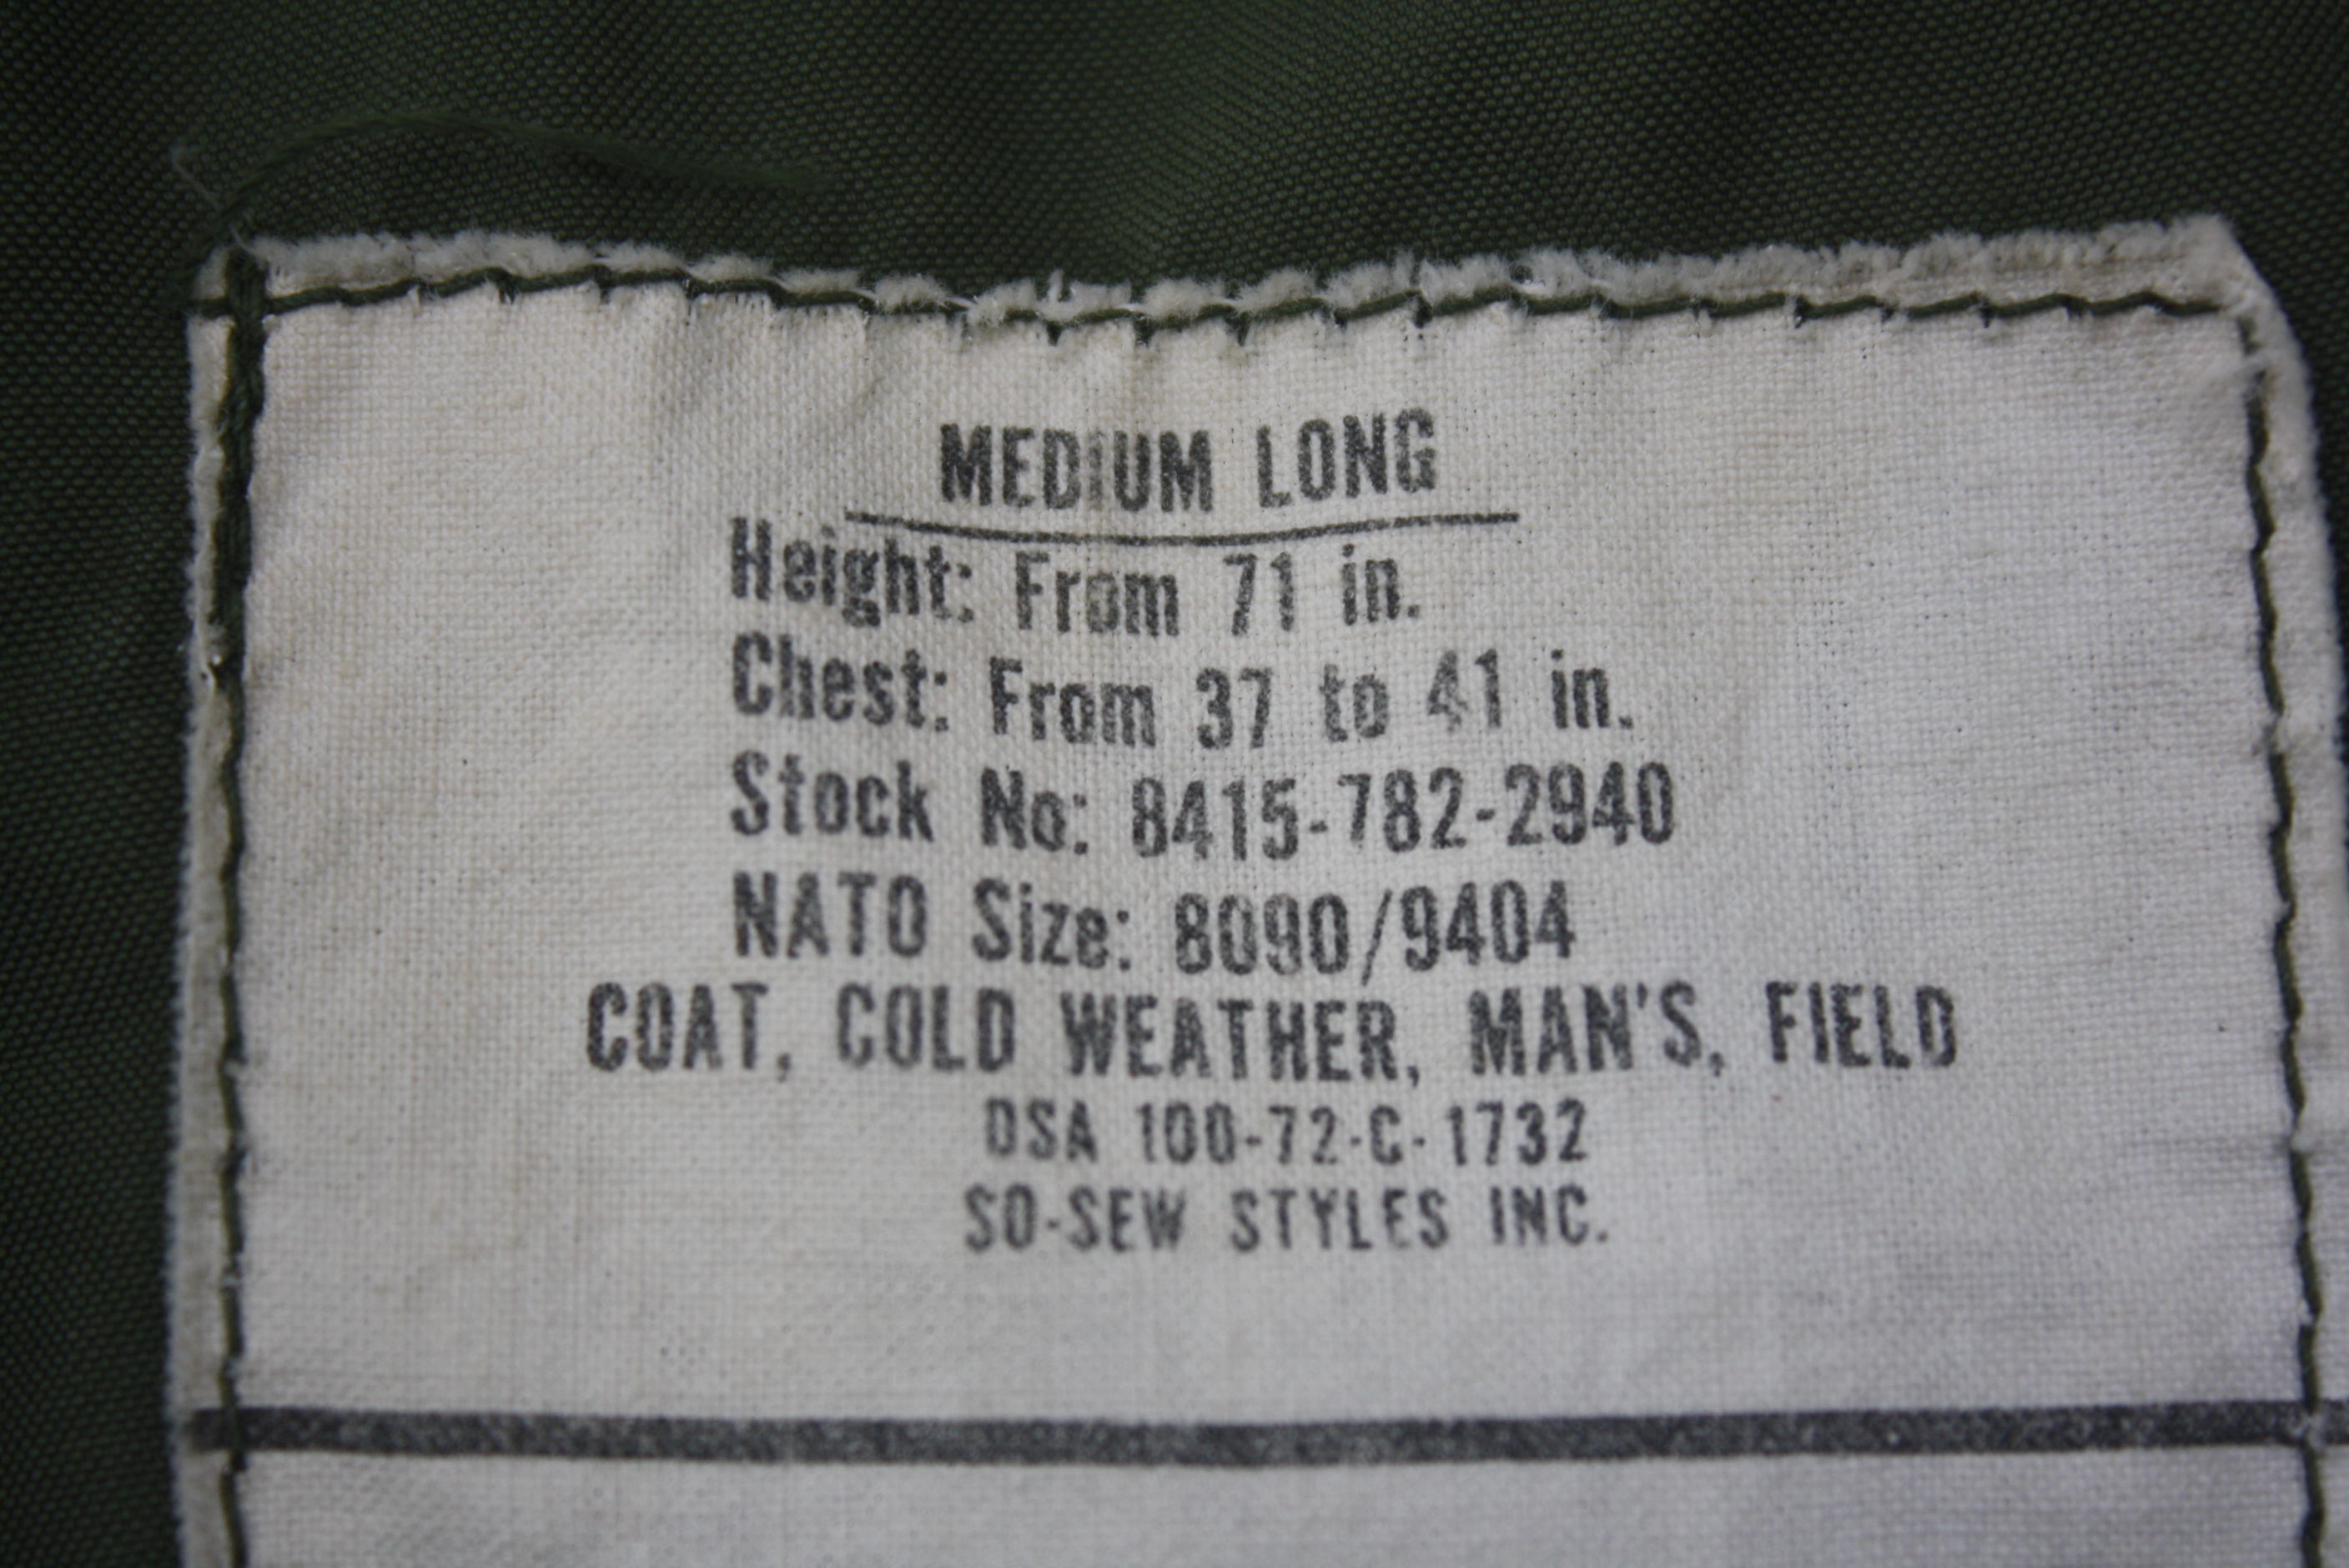 MEDIUM LONG
Height: From 71 in.
Chest: From 37 to 41 in.
Stock No: 8415-782-2940
NATO Size: 8090/9404
COAT, COLD WEATHER, MAN'S, FIELD
DSA 100-72-C-1732
SO-SEW STYLES INC.